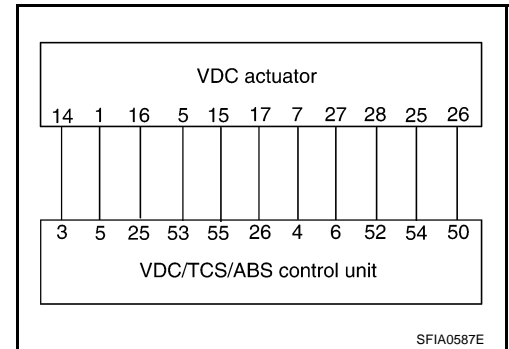 VDC actuator
14 1 16 5 15 17 7 27 28 25 26
3 5 25 53 55 26 4 6 52 54 50
VDC/TCS/ABS control unit
SFIA0587E